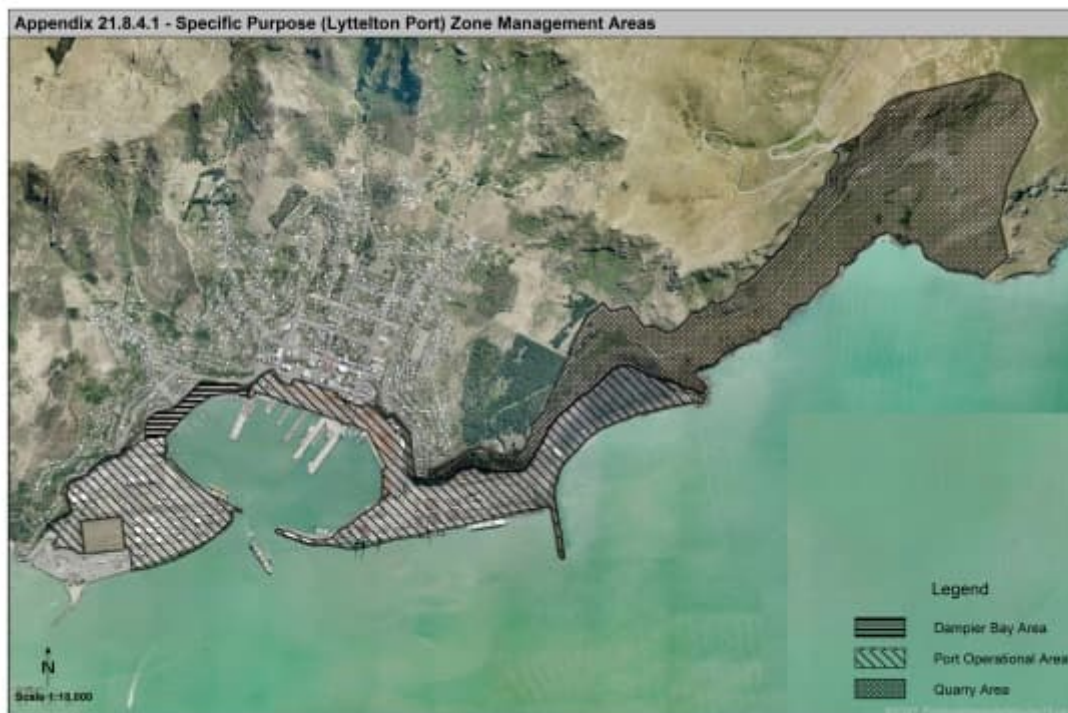 Appendix 21.8.4.1 - Specific Purpose (Lyttelton Port) Zone Management Areas
Legend
Dampier Bay Area
Port Operational Area
Quarry Area
N
Scale 1:18,000